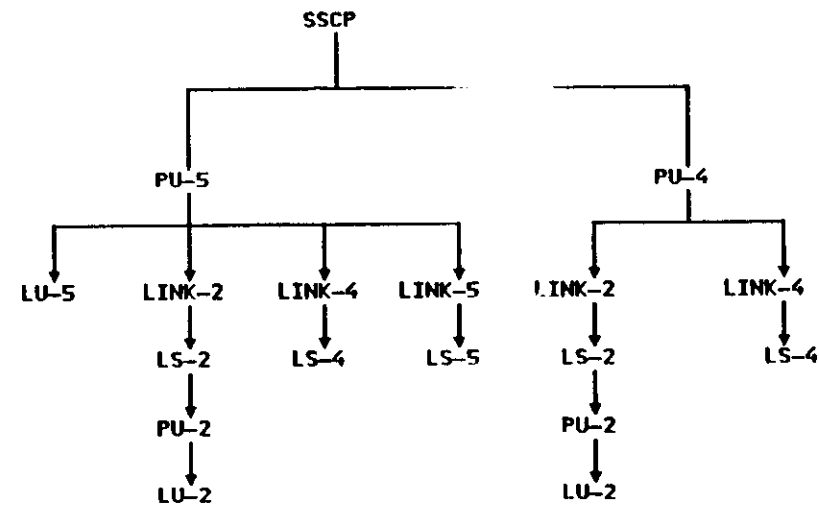 SSCP
PU-5 PU-4
LU-5 LINK-2 LINK-4 LINK-5 LINK-2 LINK-4
LS-2 LS-4 LS-5 LS-2 LS-4
PU-2 PU-2
LU-2 LU-2